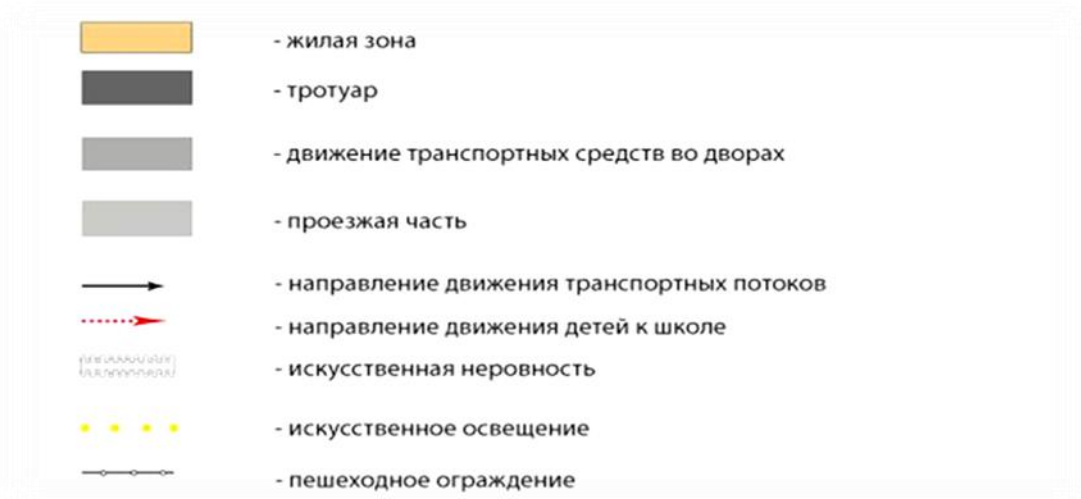 - жилая зона
- тротуар
- движение транспортных средств во дворах
- проезжая часть
- направление движения транспортных потоков
- направление движения детей к школе
- искусственная неровность
- искусственное освещение
- пешеходное ограждение